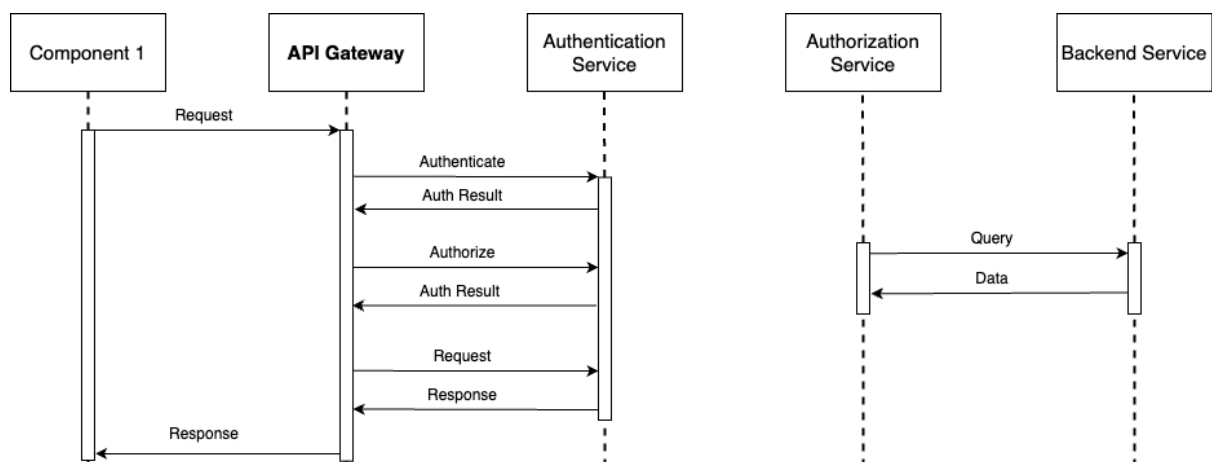 Component 1
API Gateway
Authentication
Service
Authorization
Service
Backend Service
Request
Authenticate
Auth Result
Authorize
Query
Auth Result
Data
Request
Response
Response